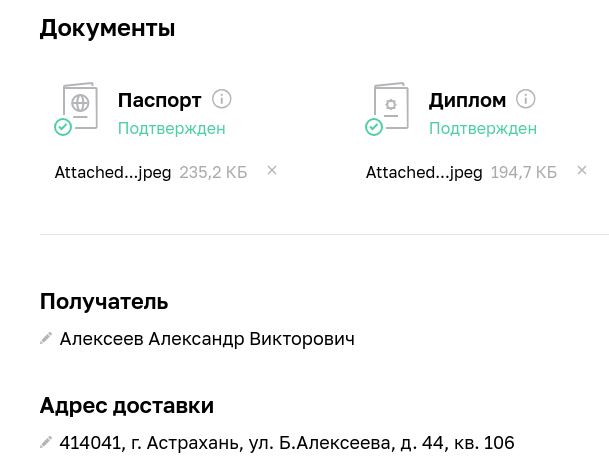 Документы
Паспорт
Подтвержден
Attached...jpeg 235,2 КБ
Диплом
Подтвержден
Attached...jpeg 194,7 КБ
Получатель
Алексеев Александр Викторович
Адрес доставки
414041, г. Астрахань, ул. Б.Алексеева, д. 44, кв. 106